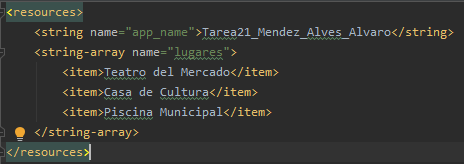 <resources>
<string name="app_name">Tarea21_Mendez_Alves_Alvaro</string>
<string-array name="lugares">
<item>Teatro del Mercado</item>
<item>Casa de Cultura</item>
<item>Piscina Municipal</item>
</string-array>
</resources>